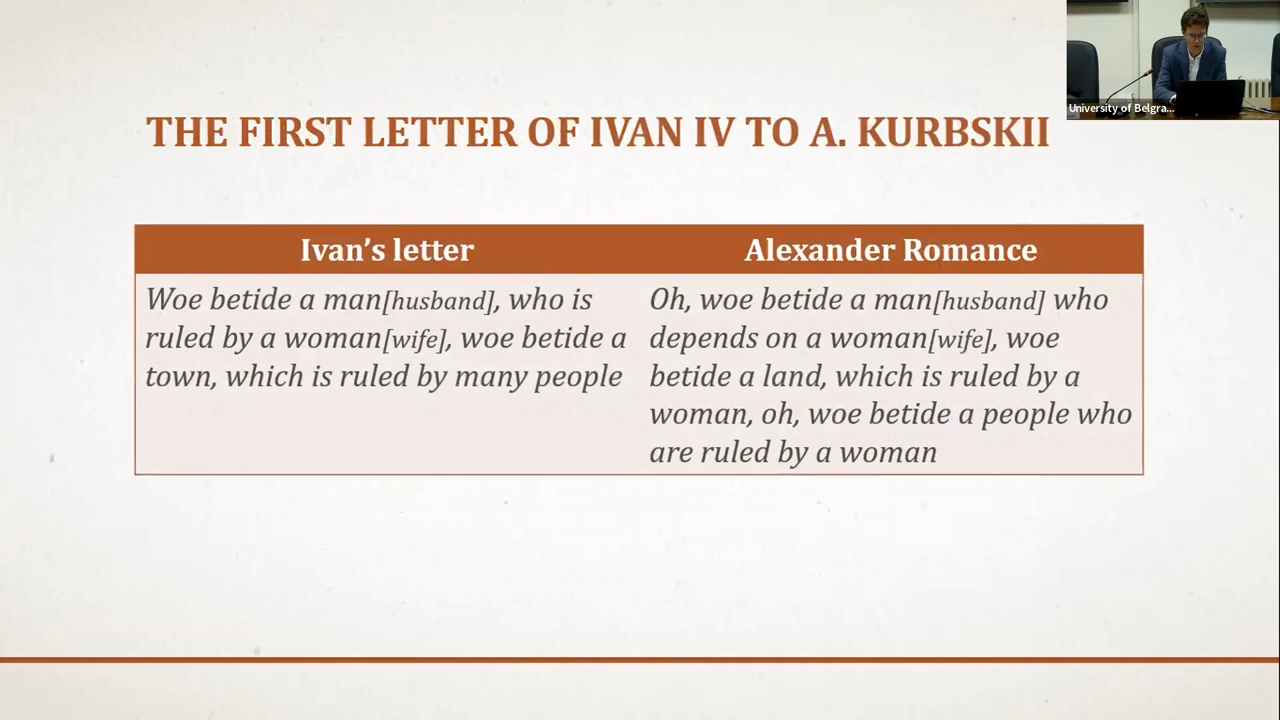 University of Belgra...
THE FIRST LETTER OF IVAN IV TO A. KURBSKII
Ivan's letter
Woe betide a man[husband], who is
ruled by a woman[wife], woe betide a
town, which is ruled by many people
Alexander Romance
Oh, woe betide a man[husband] who
depends on a woman[wife], woe
betide a land, which is ruled by a
woman, oh, woe betide a people who
are ruled by a woman